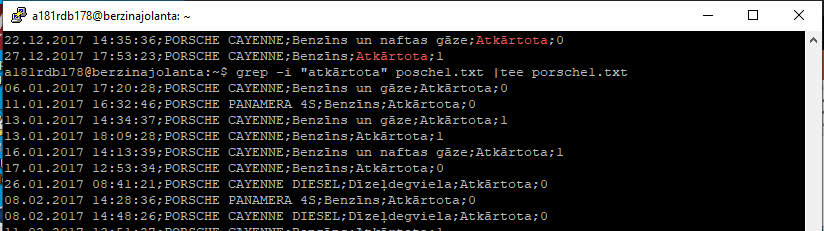 a181rdb178@berzinajolanta: ~
22.12.2017 14:35:36;PORSCHE CAYENNE;Benzīns un naftas gāze;Atkārtota;0
27.12.2017 17:53:23;PORSCHE CAYENNE;Benzīns;Atkārtota;1
a181rdb178@berzinajolanta:~$ grep -i "atkārtota" posche1.txt |tee porsche1.txt
06.01.2017 17:20:28;PORSCHE CAYENNE;Benzīns un gāze;Atkārtota;0
11.01.2017 16:32:46;PORSCHE PANAMERA 4S;Benzīns;Atkārtota;0
13.01.2017 14:34:37;PORSCHE CAYENNE;Benzīns un gāze;Atkārtota;1
13.01.2017 18:09:28;PORSCHE CAYENNE;Benzīns;Atkārtota;1
16.01.2017 14:13:39;PORSCHE CAYENNE;Benzīns un naftas gāze;Atkārtota;1
17.01.2017 12:53:34;PORSCHE CAYENNE;Benzīns;Atkārtota;0
26.01.2017 08:41:21;PORSCHE CAYENNE DIESEL;Dīzeļdegviela;Atkārtota;0
08.02.2017 14:28:36;PORSCHE PANAMERA 4S;Benzīns;Atkārtota;0
08.02.2017 14:48:26;PORSCHE CAYENNE DIESEL;Dīzeļdegviela;Atkārtota;0